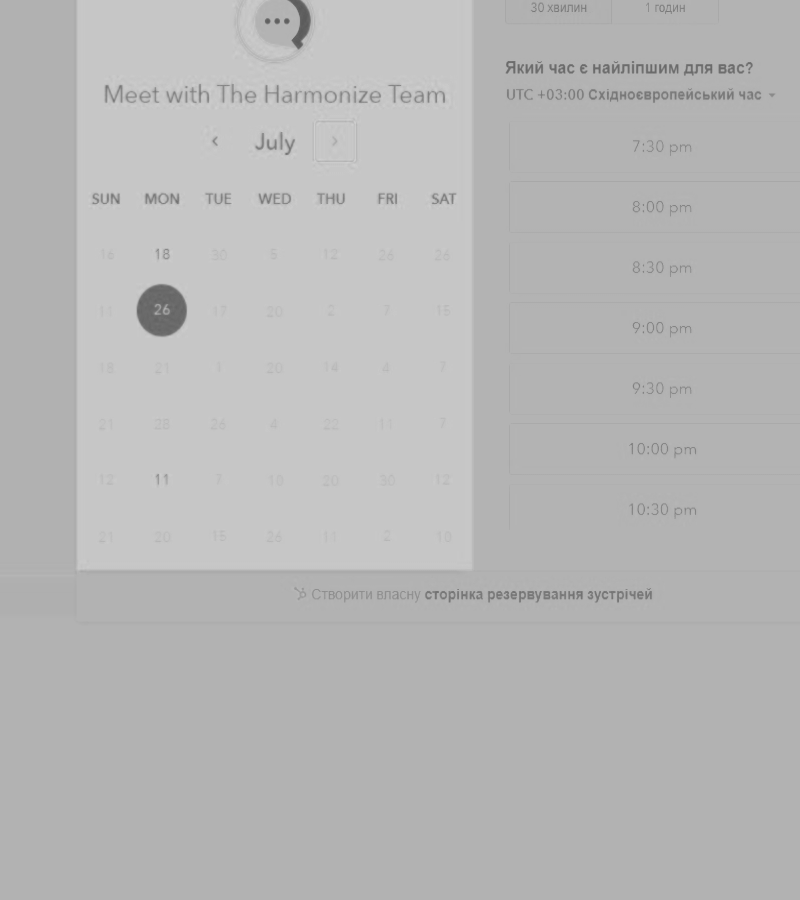 Meet with The Harmonize Team
July
SUN MON TUE WED THU FRI SAT
16 18 30 5 12 26 26
11 26 17 20 2 7 15
18 21 1 20 14 4 7
21 28 26 4 22 11 7
12 11 7 10 20 30 12
21 20 15 26 11 2 10
30 хвилин 1 годин
Який час є найліпшим для вас?
UTC +03:00 Східноєвропейський час
7:30 pm
8:00 pm
8:30 pm
9:00 pm
9:30 pm
10:00 pm
10:30 pm
Створити власну сторінка резервування зустрічей